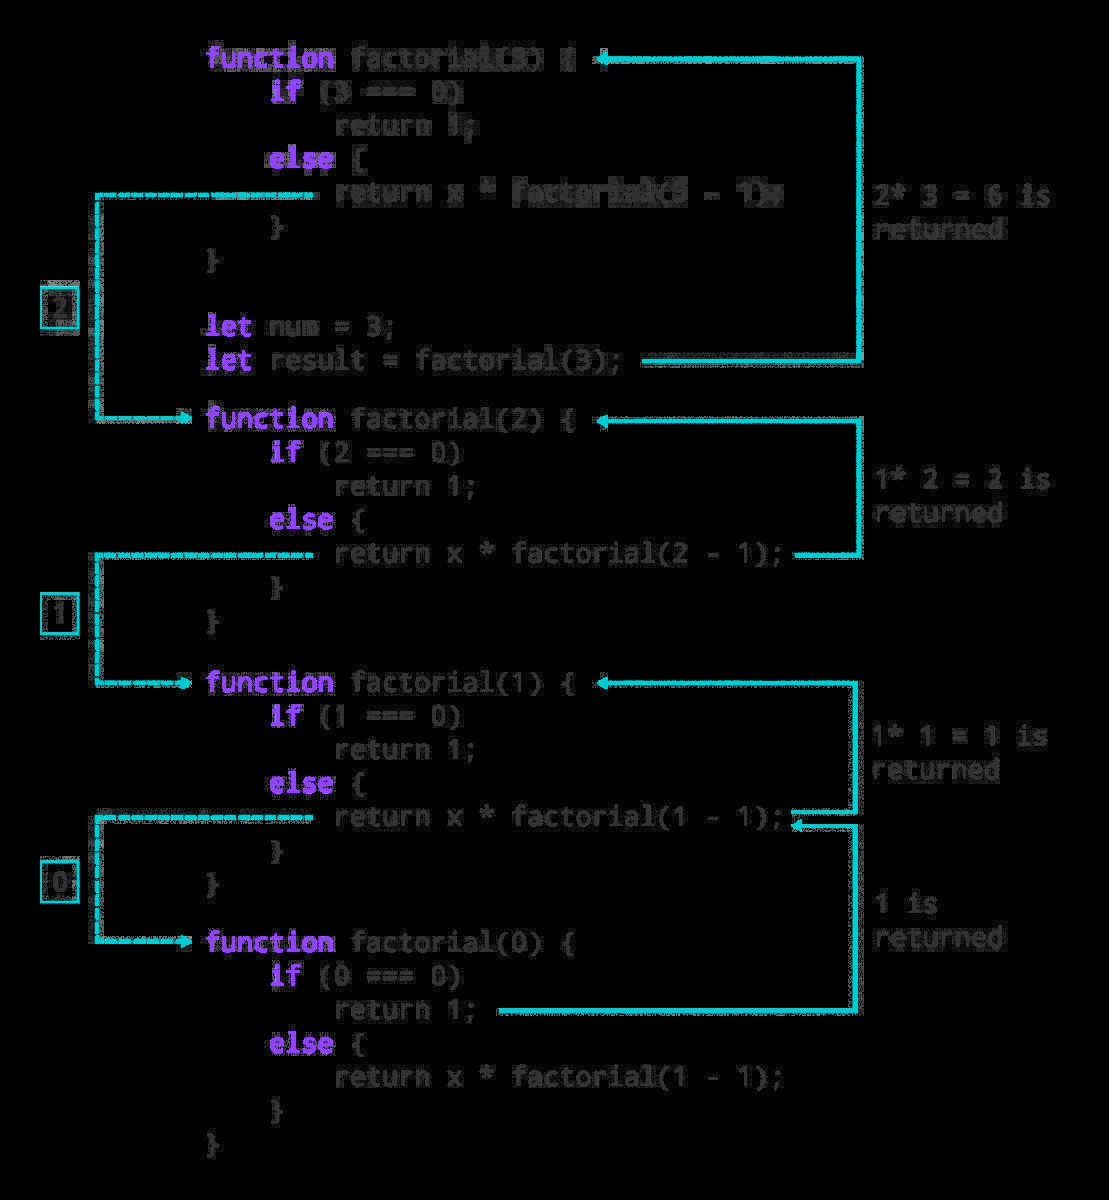 function factorial(3) {
if (3 === 0)
return 1;
else {
return x * factorial(3 - 1);
}
}
2* 3 = 6 is
returned
2
let num = 3;
let result = factorial(3);
function factorial(2) {
if (2 === 0)
return 1;
else {
return x * factorial(2 - 1);
}
}
1* 2 = 2 is
returned
1
function factorial(1) {
if (1 === 0)
return 1;
else {
return x * factorial(1 - 1);
}
}
1* 1 = 1 is
returned
0
function factorial(0) {
if (0 === 0)
return 1;
else {
return x * factorial(1 - 1);
}
}
1 is
returned